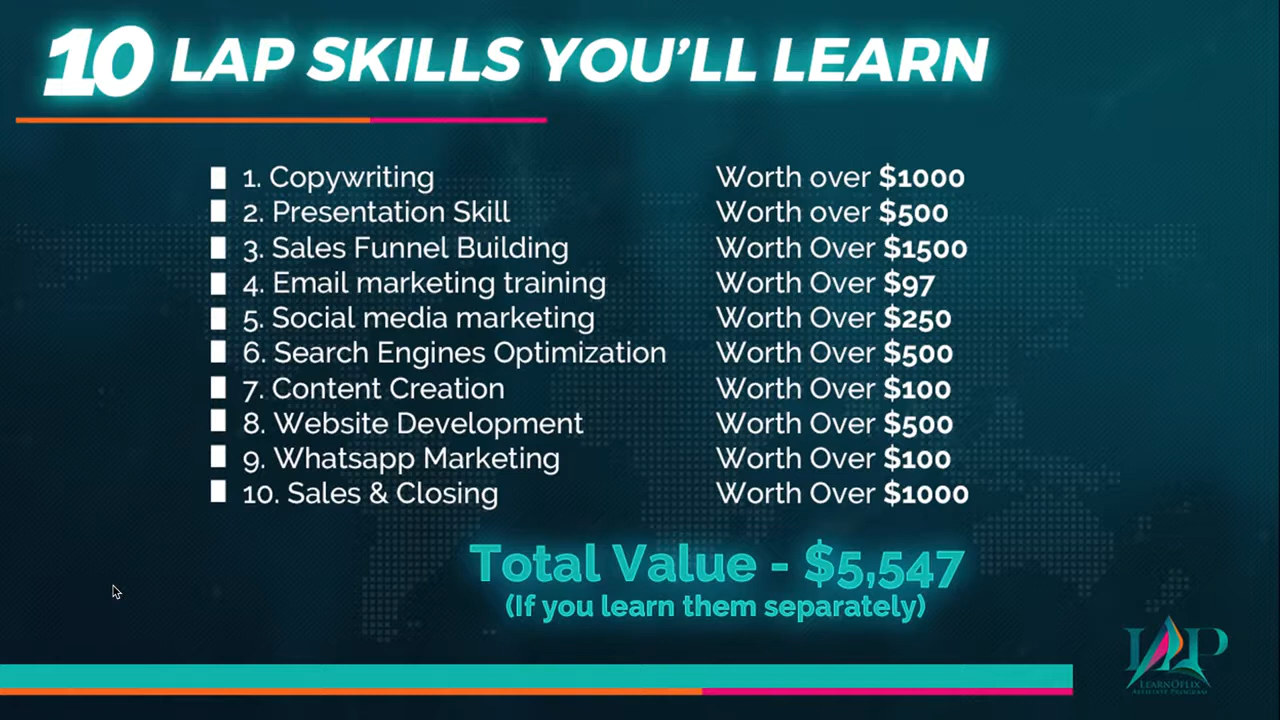 10 LAP SKILLS YOU'LL LEARN
1. Copywriting Worth over $1000
2. Presentation Skill Worth over $500
3. Sales Funnel Building Worth Over $1500
4. Email marketing training Worth Over $97
5. Social media marketing Worth Over $250
6. Search Engines Optimization Worth Over $500
7. Content Creation Worth Over $100
8. Website Development Worth Over $500
9. Whatsapp Marketing Worth Over $100
10. Sales & Closing Worth Over $1000
Total Value - $5,547
(If you learn them separately)
LAP
LEARNOFLIX
AFFILIATE PROGRAM